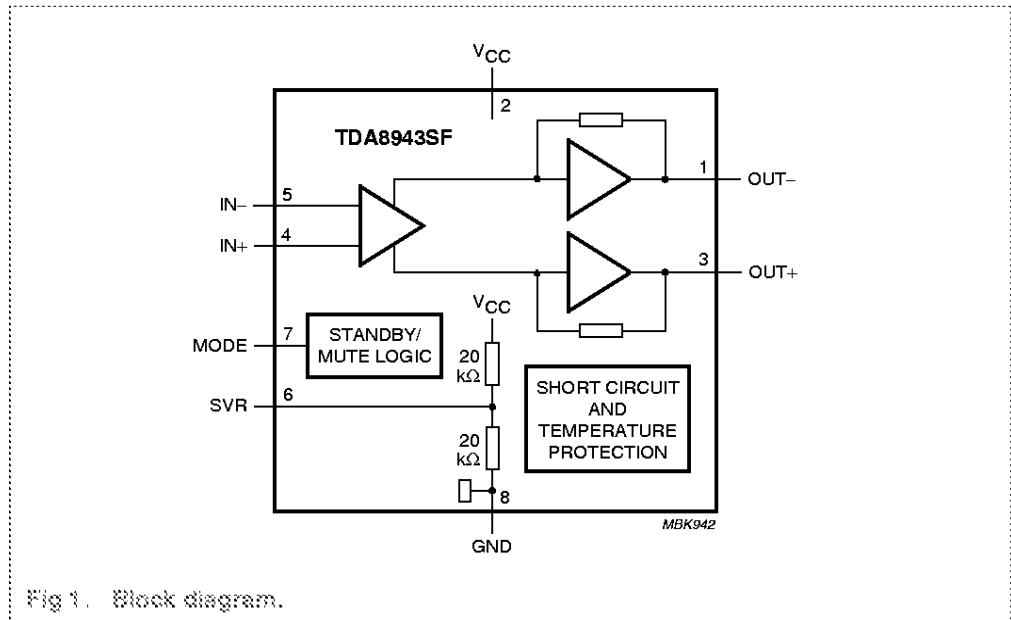 VCC
2
TDA8943SF
1
OUT−
5
IN−
IN+
4
3
OUT+
VCC
7
MODE
STANDBY/
MUTE LOGIC
20
kΩ
6
SVR
SHORT CIRCUIT
AND
TEMPERATURE
PROTECTION
20
kΩ
8
MBK942
GND
Fig 1. Block diagram.